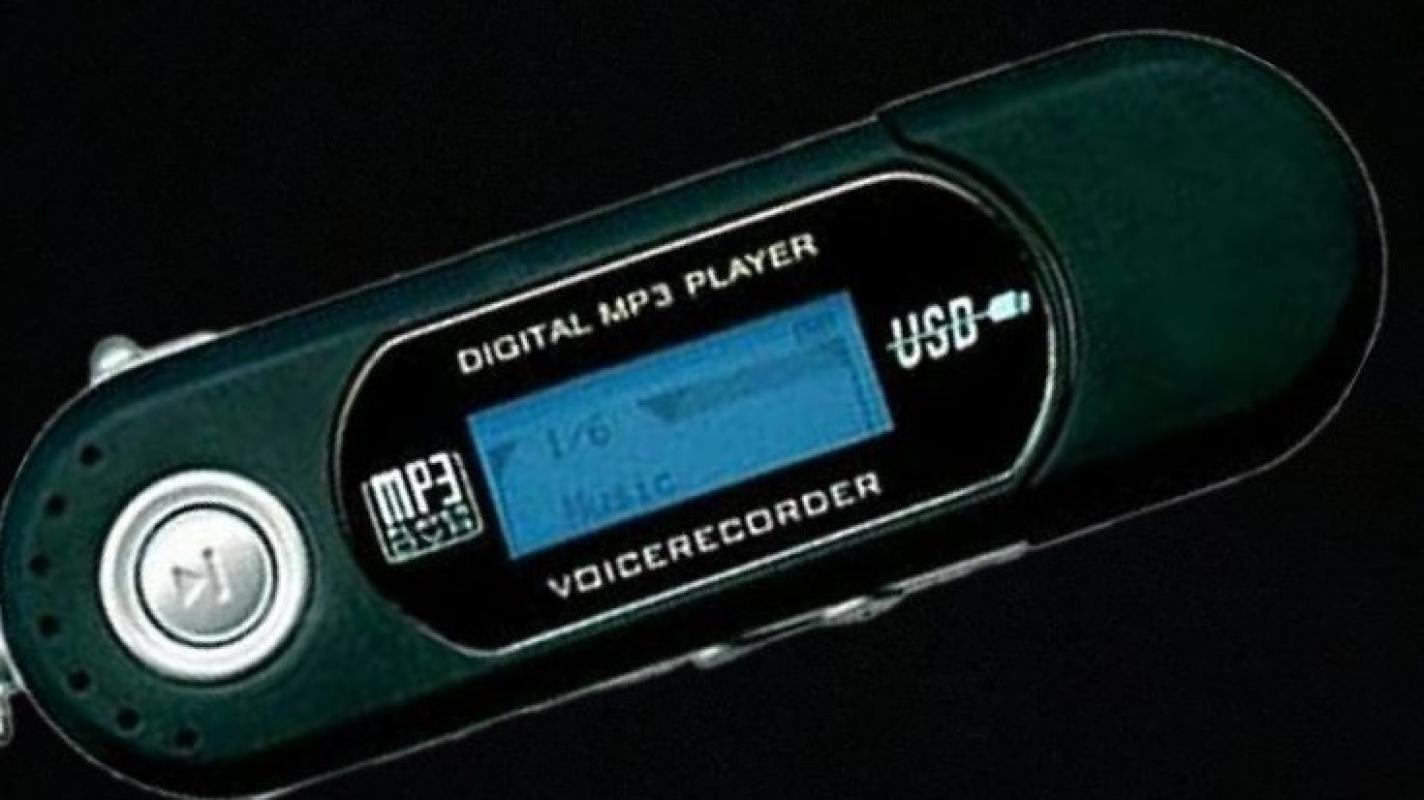 DIGITAL MP3 PLAYER
USB
1/6
Music
MP3
VOICERECORDER